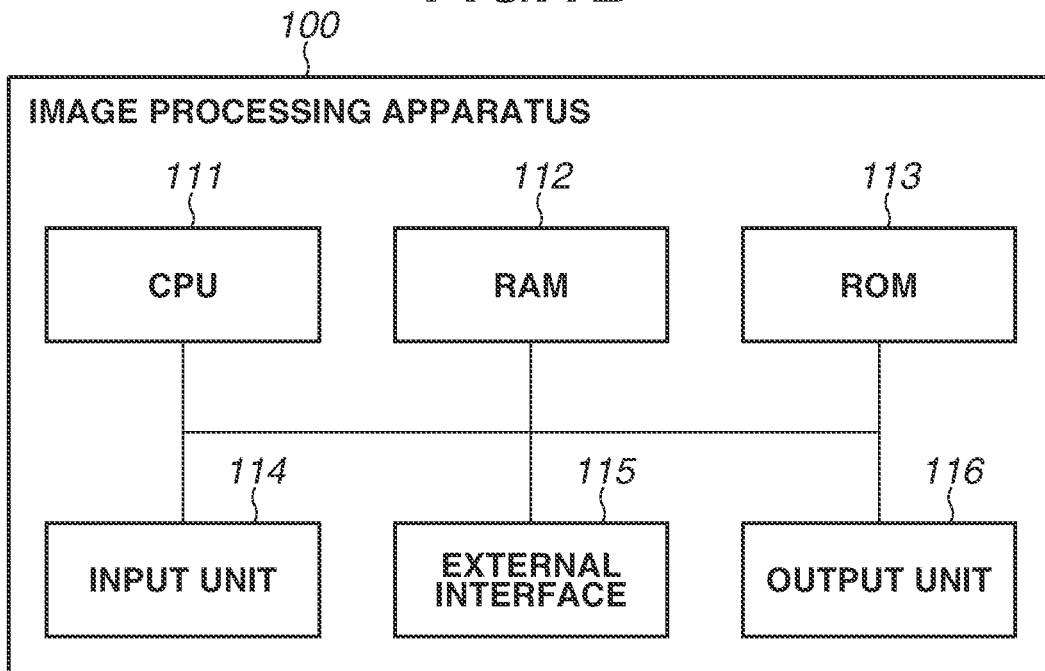 100
IMAGE PROCESSING APPARATUS
111
112
113
CPU
RAM
ROM
114
115
116
INPUT UNIT
EXTERNAL
INTERFACE
OUTPUT UNIT